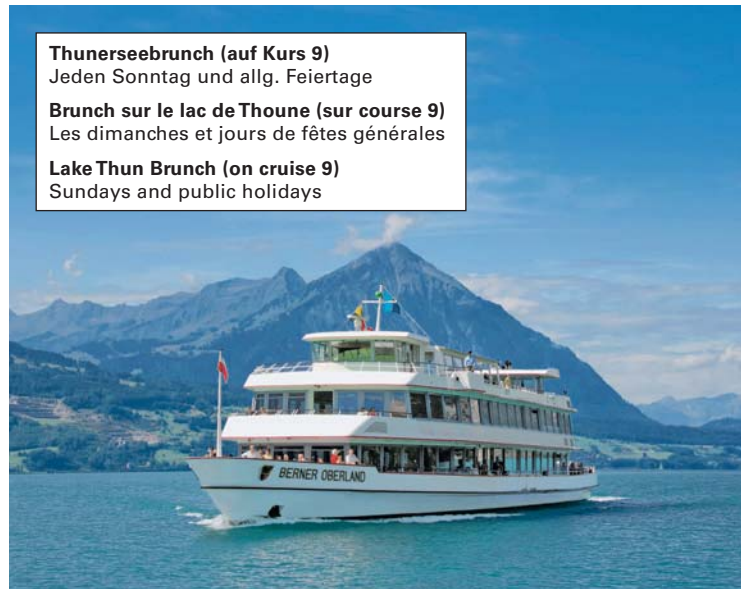 Thunerseebrunch (auf Kurs 9)
Jeden Sonntag und allg. Feiertage
Brunch sur le lac de Thoune (sur course 9)
Les dimanches et jours de fêtes générales
Lake Thun Brunch (on cruise 9)
Sundays and public holidays
BERNER OBERLAND